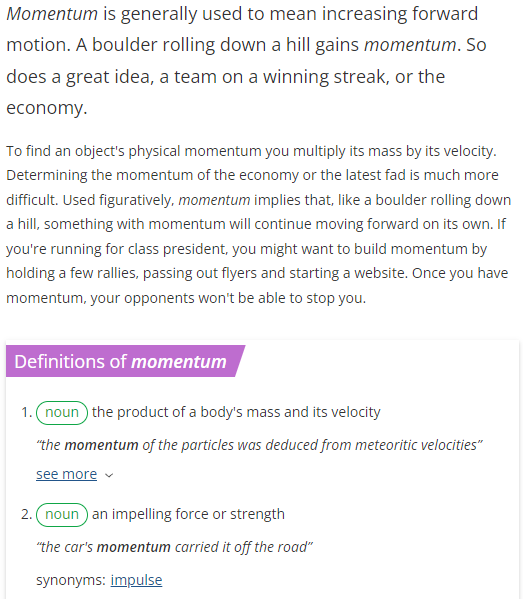 Momentum is generally used to mean increasing forward
motion. A boulder rolling down a hill gains momentum. So
does a great idea, a team on a winning streak, or the
economy.
To find an object's physical momentum you multiply its mass by its velocity.
Determining the momentum of the economy or the latest fad is much more
difficult. Used figuratively, momentum implies that, like a boulder rolling down
a hill, something with momentum will continue moving forward on its own. If
you're running for class president, you might want to build momentum by
holding a few rallies, passing out flyers and starting a website. Once you have
momentum, your opponents won't be able to stop you.
Definitions of momentum
1. noun the product of a body's mass and its velocity
“the momentum of the particles was deduced from meteoritic velocities”
see more
2. noun an impelling force or strength
“the car's momentum carried it off the road”
synonyms: impulse